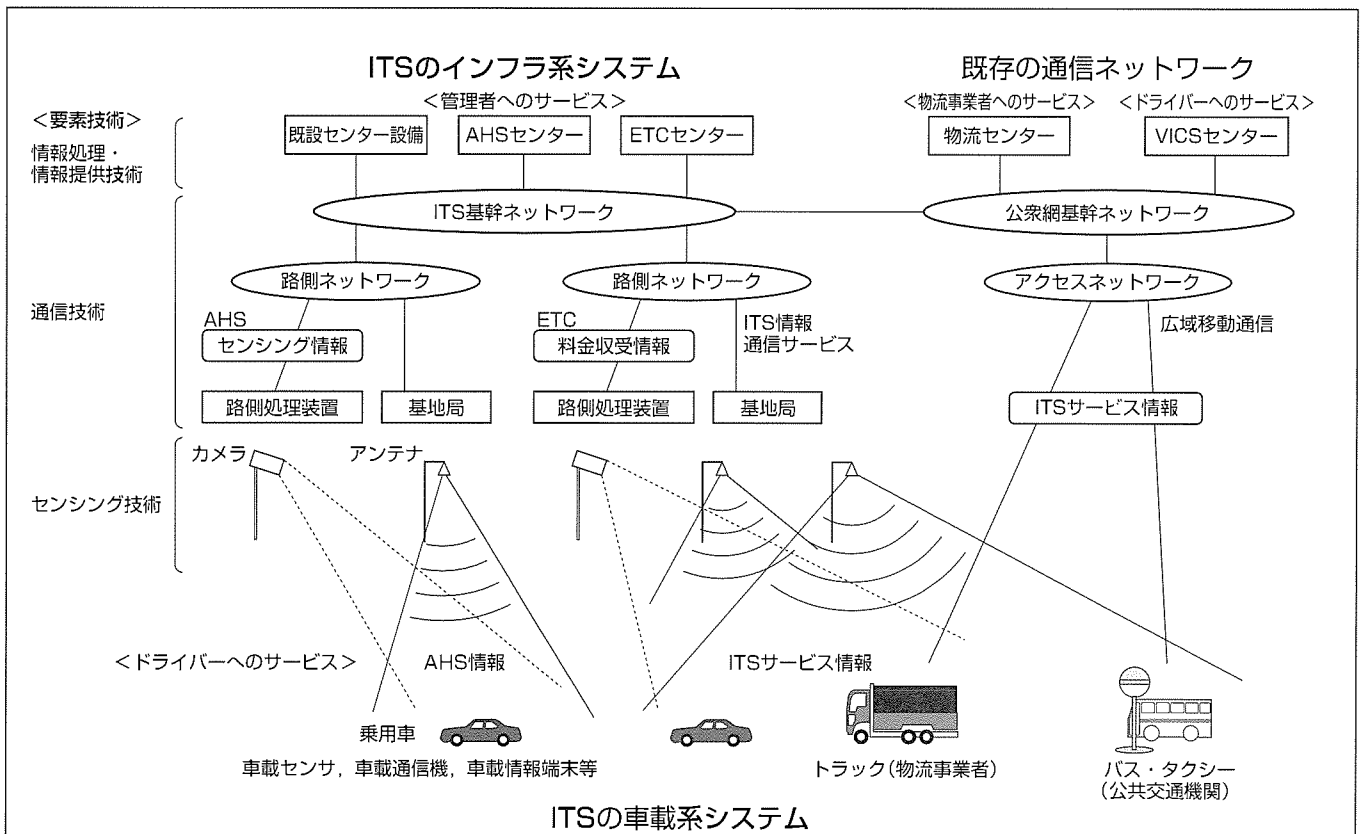 ITSのインフラ系システム
既存の通信ネットワーク
<管理者へのサービス>
<物流事業者へのサービス>
<ドライバーへのサービス>
<要素技術>
情報処理・
情報提供技術
既設センター設備
AHSセンター
ETCセンター
物流センター
VICSセンター
ITS基幹ネットワーク
公衆網基幹ネットワーク
路側ネットワーク
路側ネットワーク
アクセスネットワーク
通信技術
AHS
センシング情報
ETC
料金収受情報
ITS情報
通信サービス
広域移動通信
路側処理装置
基地局
路側処理装置
基地局
ITSサービス情報
カメラ
アンテナ
センシング技術
<ドライバーへのサービス>
AHS情報
ITSサービス情報
乗用車
車載センサ，車載通信機，車載情報端末等
トラック(物流事業者)
バス・タクシー
(公共交通機関)
ITSの車載系システム